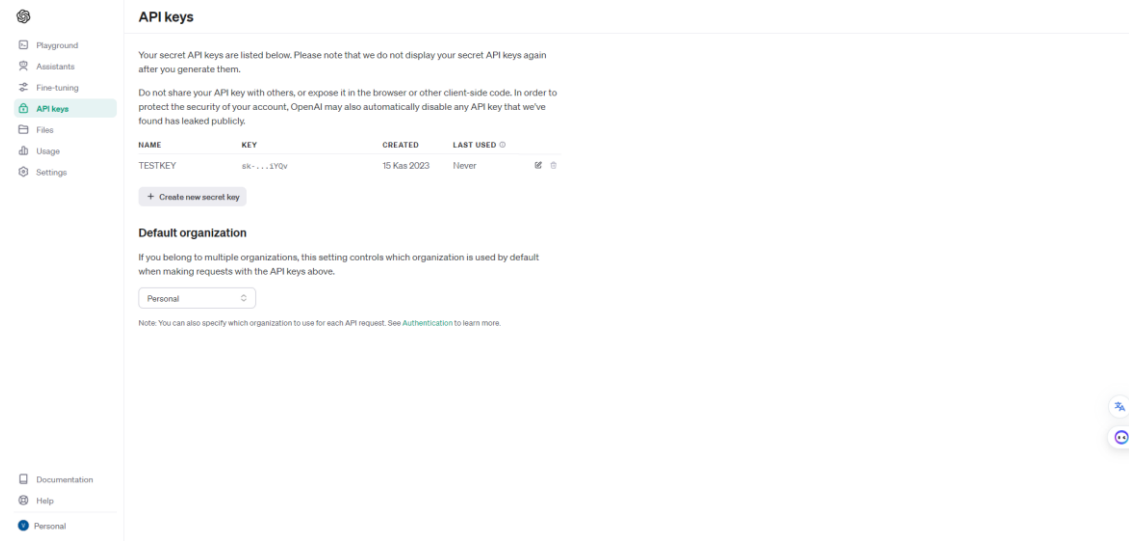 API keys
Playground
Assistants
Fine-tuning
API keys
Files
Usage
Settings
Your secret API keys are listed below. Please note that we do not display your secret API keys again
after you generate them.
Do not share your API key with others, or expose it in the browser or other client-side code. In order to
protect the security of your account, OpenAI may also automatically disable any API key that we've
found has leaked publicly.
NAME KEY CREATED LAST USED
TESTKEY sk-...iYQv 15 Kas 2023 Never
+ Create new secret key
Default organization
If you belong to multiple organizations, this setting controls which organization is used by default
when making requests with the API keys above.
Personal
Note: You can also specify which organization to use for each API request. See Authentication to learn more.
Documentation
Help
Personal